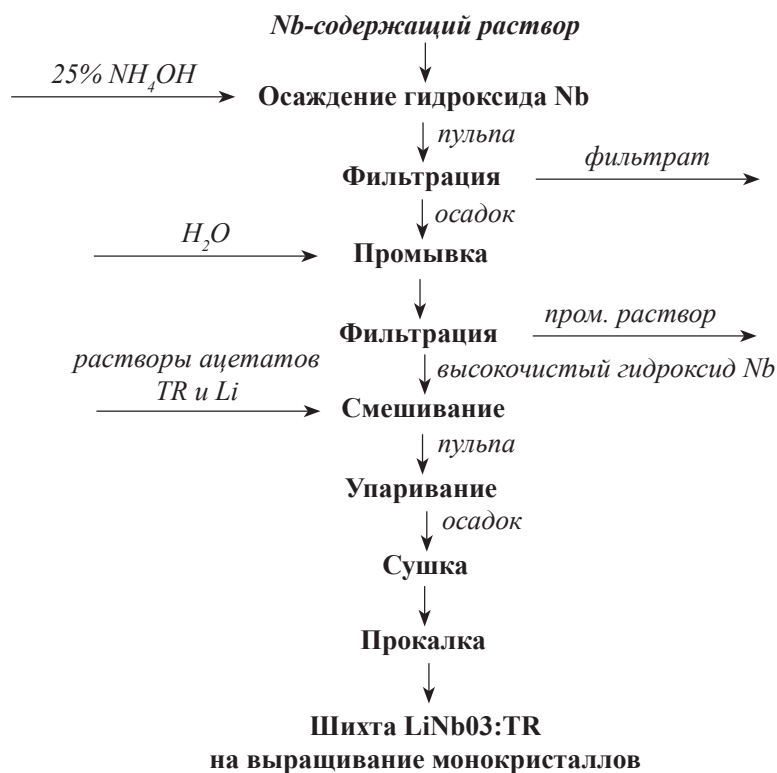 Nb-содержащий раствор
25% NH4OH
Осаждение гидроксида Nb
пульпа
фильтрат
Фильтрация
осадок
H2O
Промывка
пром. раствор
Фильтрация
растворы ацетатов
TR и Li
высокочистый гидроксид Nb
Смешивание
пульпа
Упаривание
осадок
Сушка
Прокалка
Шихта LiNb03:TR
на выращивание монокристаллов